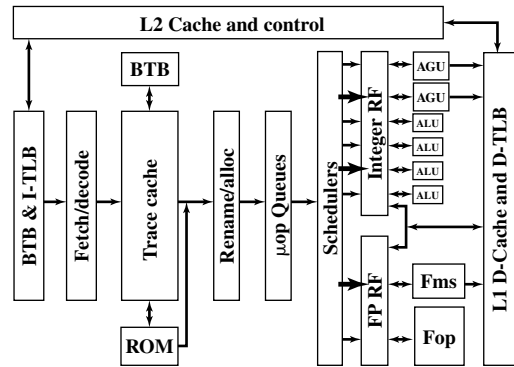 L2 Cache and control
BTB & I-TLB
Fetch/decode
BTB
Trace cache
ROM
Rename/alloc
μop Queues
Schedulers
Integer RF
FP RF
AGU
AGU
ALU
ALU
ALU
ALU
Fms
Fop
L1 D-Cache and D-TLB